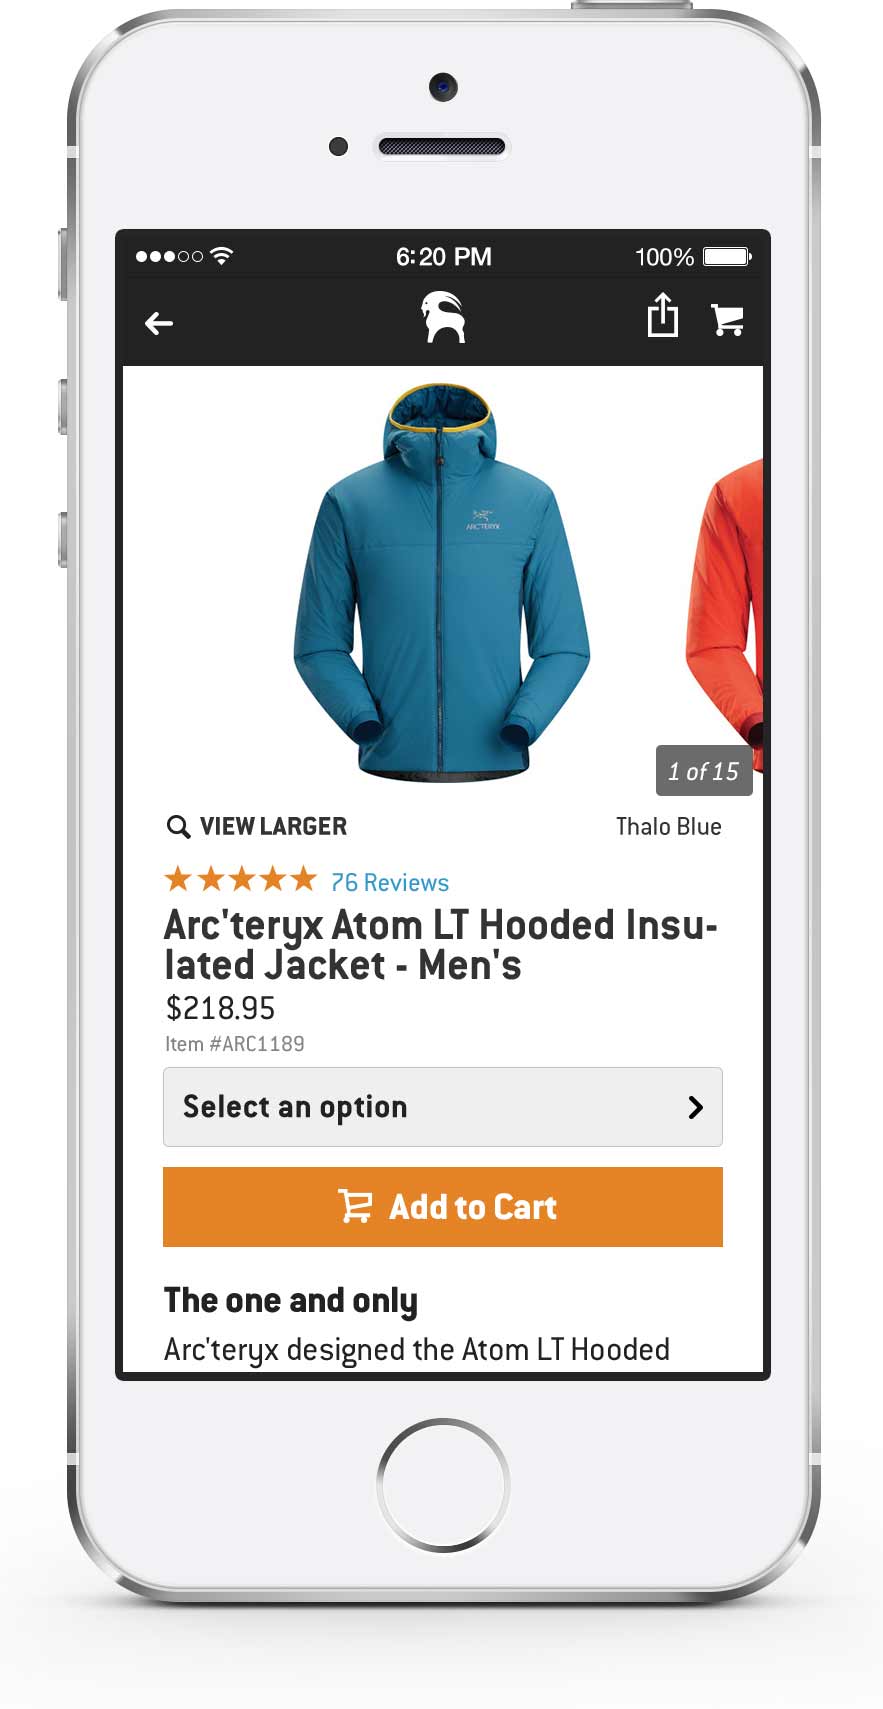 6:20 PM
100%
ARC'TERYX
1 of 15
VIEW LARGER
Thalo Blue
76 Reviews
Arc'teryx Atom LT Hooded Insu-
lated Jacket - Men's
$218.95
Item #ARC1189
Select an option
Add to Cart
The one and only
Arc'teryx designed the Atom LT Hooded